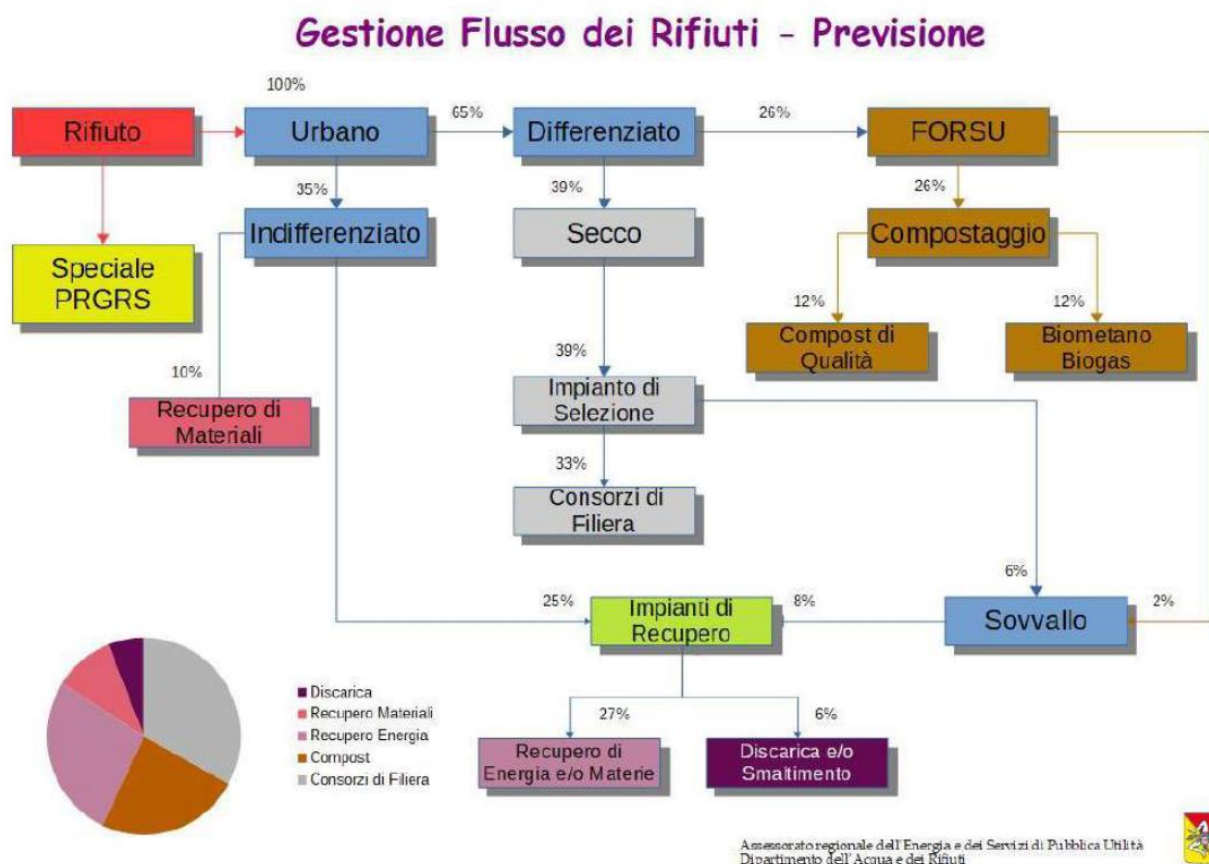 Gestione Flusso dei Rifiuti - Previsione
100%
65%
26%
Rifiuto
Urbano
Differenziato
FORSU
35%
39%
26%
Indifferenziato
Secco
Compostaggio
Speciale
PRGRS
12%
12%
Compost di
Qualità
Biometano
Biogas
39%
10%
Impianto di
Selezione
Recupero di
Materiali
33%
Consorzi di
Filiera
6%
25%
Impianti di
Recupero
8%
Sovvallo
2%
27%
6%
Recupero di
Energia e/o Materie
Discarica e/o
Smaltimento
Discarica
Recupero Materiali
Recupero Energia
Compost
Consorzi di Filiera
Assessorato regionale dell'Energia e dei Servizi di Pubblica Utilità
Dipartimento dell'Acqua e dei Rifiuti